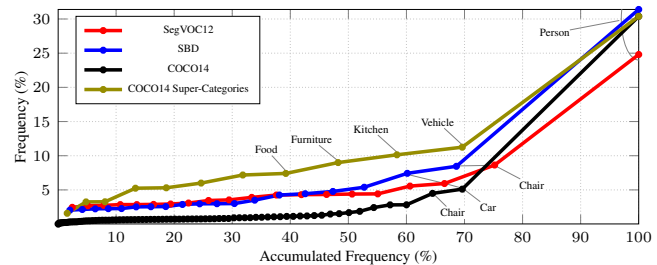 30
25
20
15
10
5
Frequency (%)
SegVOC12
SBD
COCO14
COCO14 Super-Categories
Person
Food
Furniture
Kitchen
Vehicle
Chair
Car
Chair
10 20 30 40 50 60 70 80 90 100
Accumulated Frequency (%)